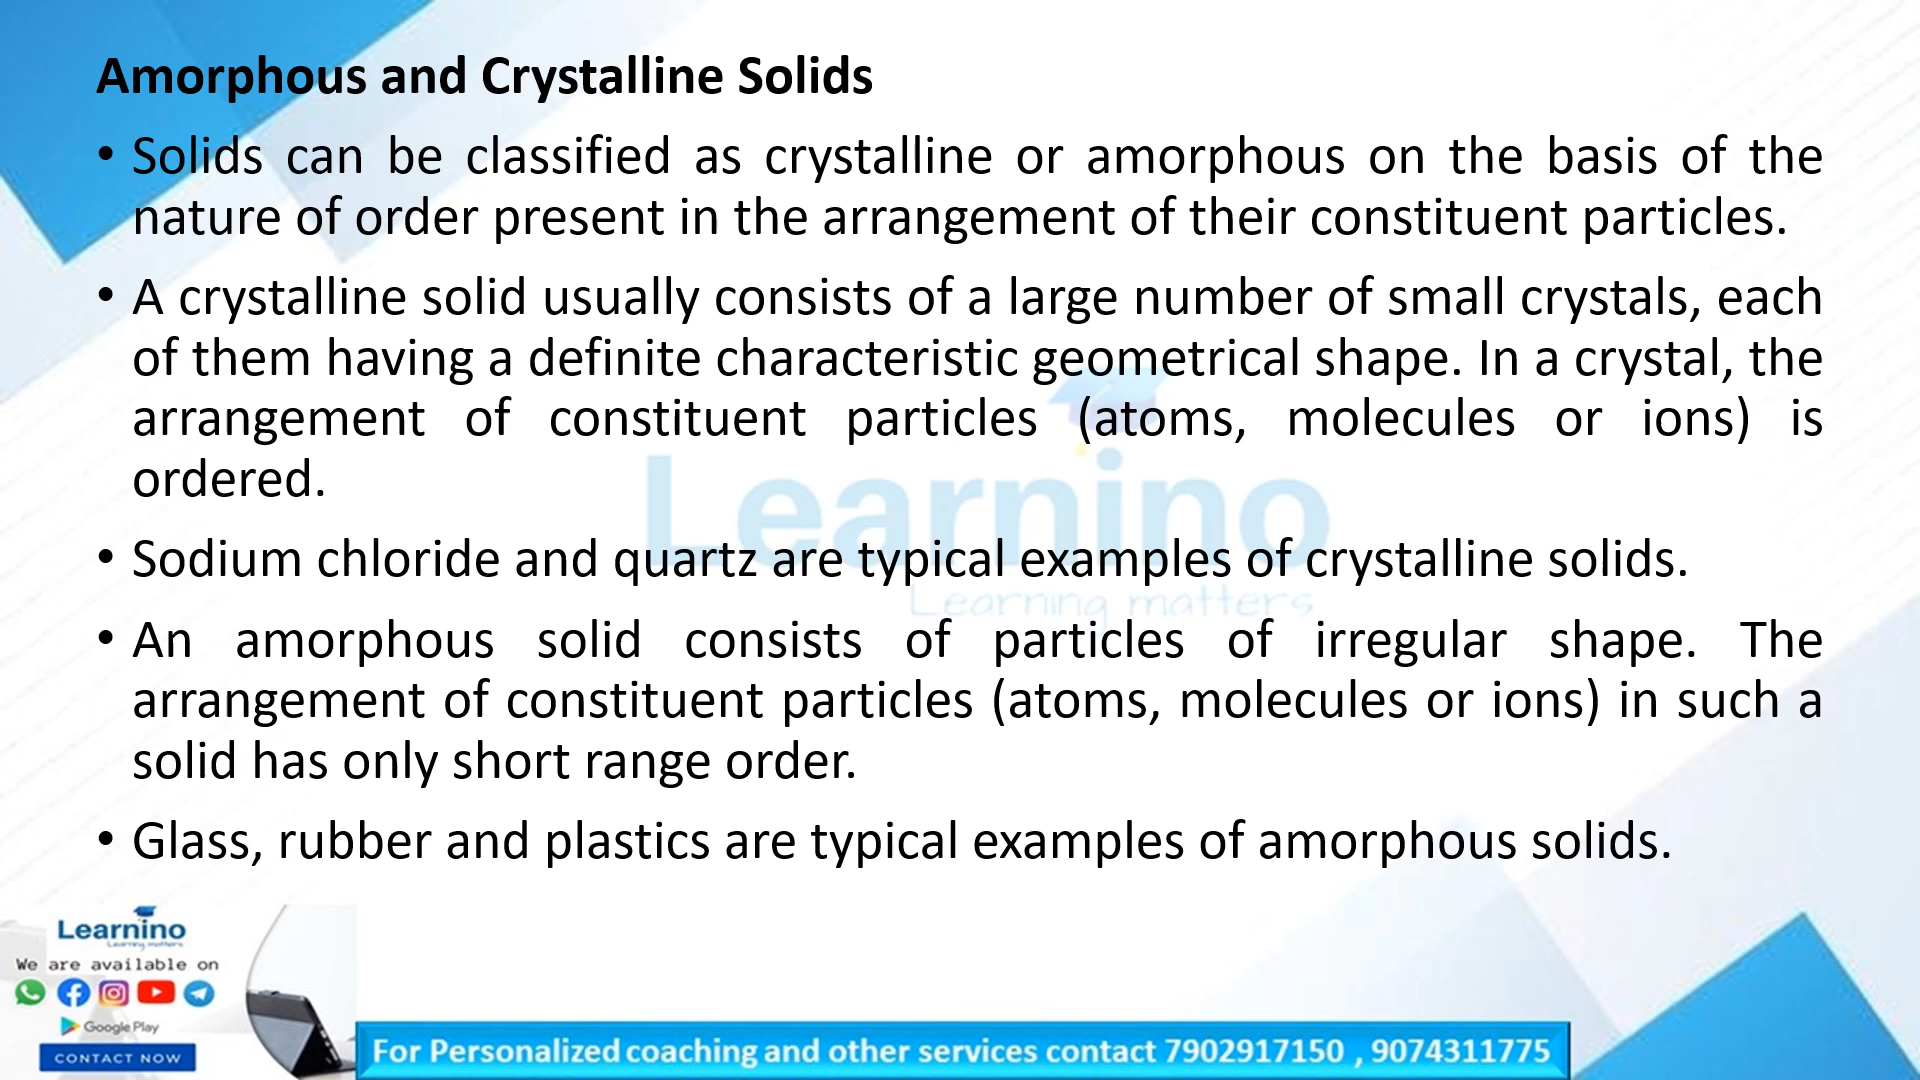 Amorphous and Crystalline Solids
• Solids can be classified as crystalline or amorphous on the basis of the
nature of order present in the arrangement of their constituent particles.
• A crystalline solid usually consists of a large number of small crystals, each
of them having a definite characteristic geometrical shape. In a crystal, the
arrangement of constituent particles (atoms, molecules or ions) is
ordered.
Learnino
• Sodium chloride and quartz are typical examples of crystalline solids.
Learning matters
• An amorphous solid consists of particles of irregular shape. The
arrangement of constituent particles (atoms, molecules or ions) in such a
solid has only short range order.
• Glass, rubber and plastics are typical examples of amorphous solids.
Learnino
Learning matters
We are available on
Google Play
CONTACT NOW
For Personalized coaching and other services contact 7902917150 , 9074311775